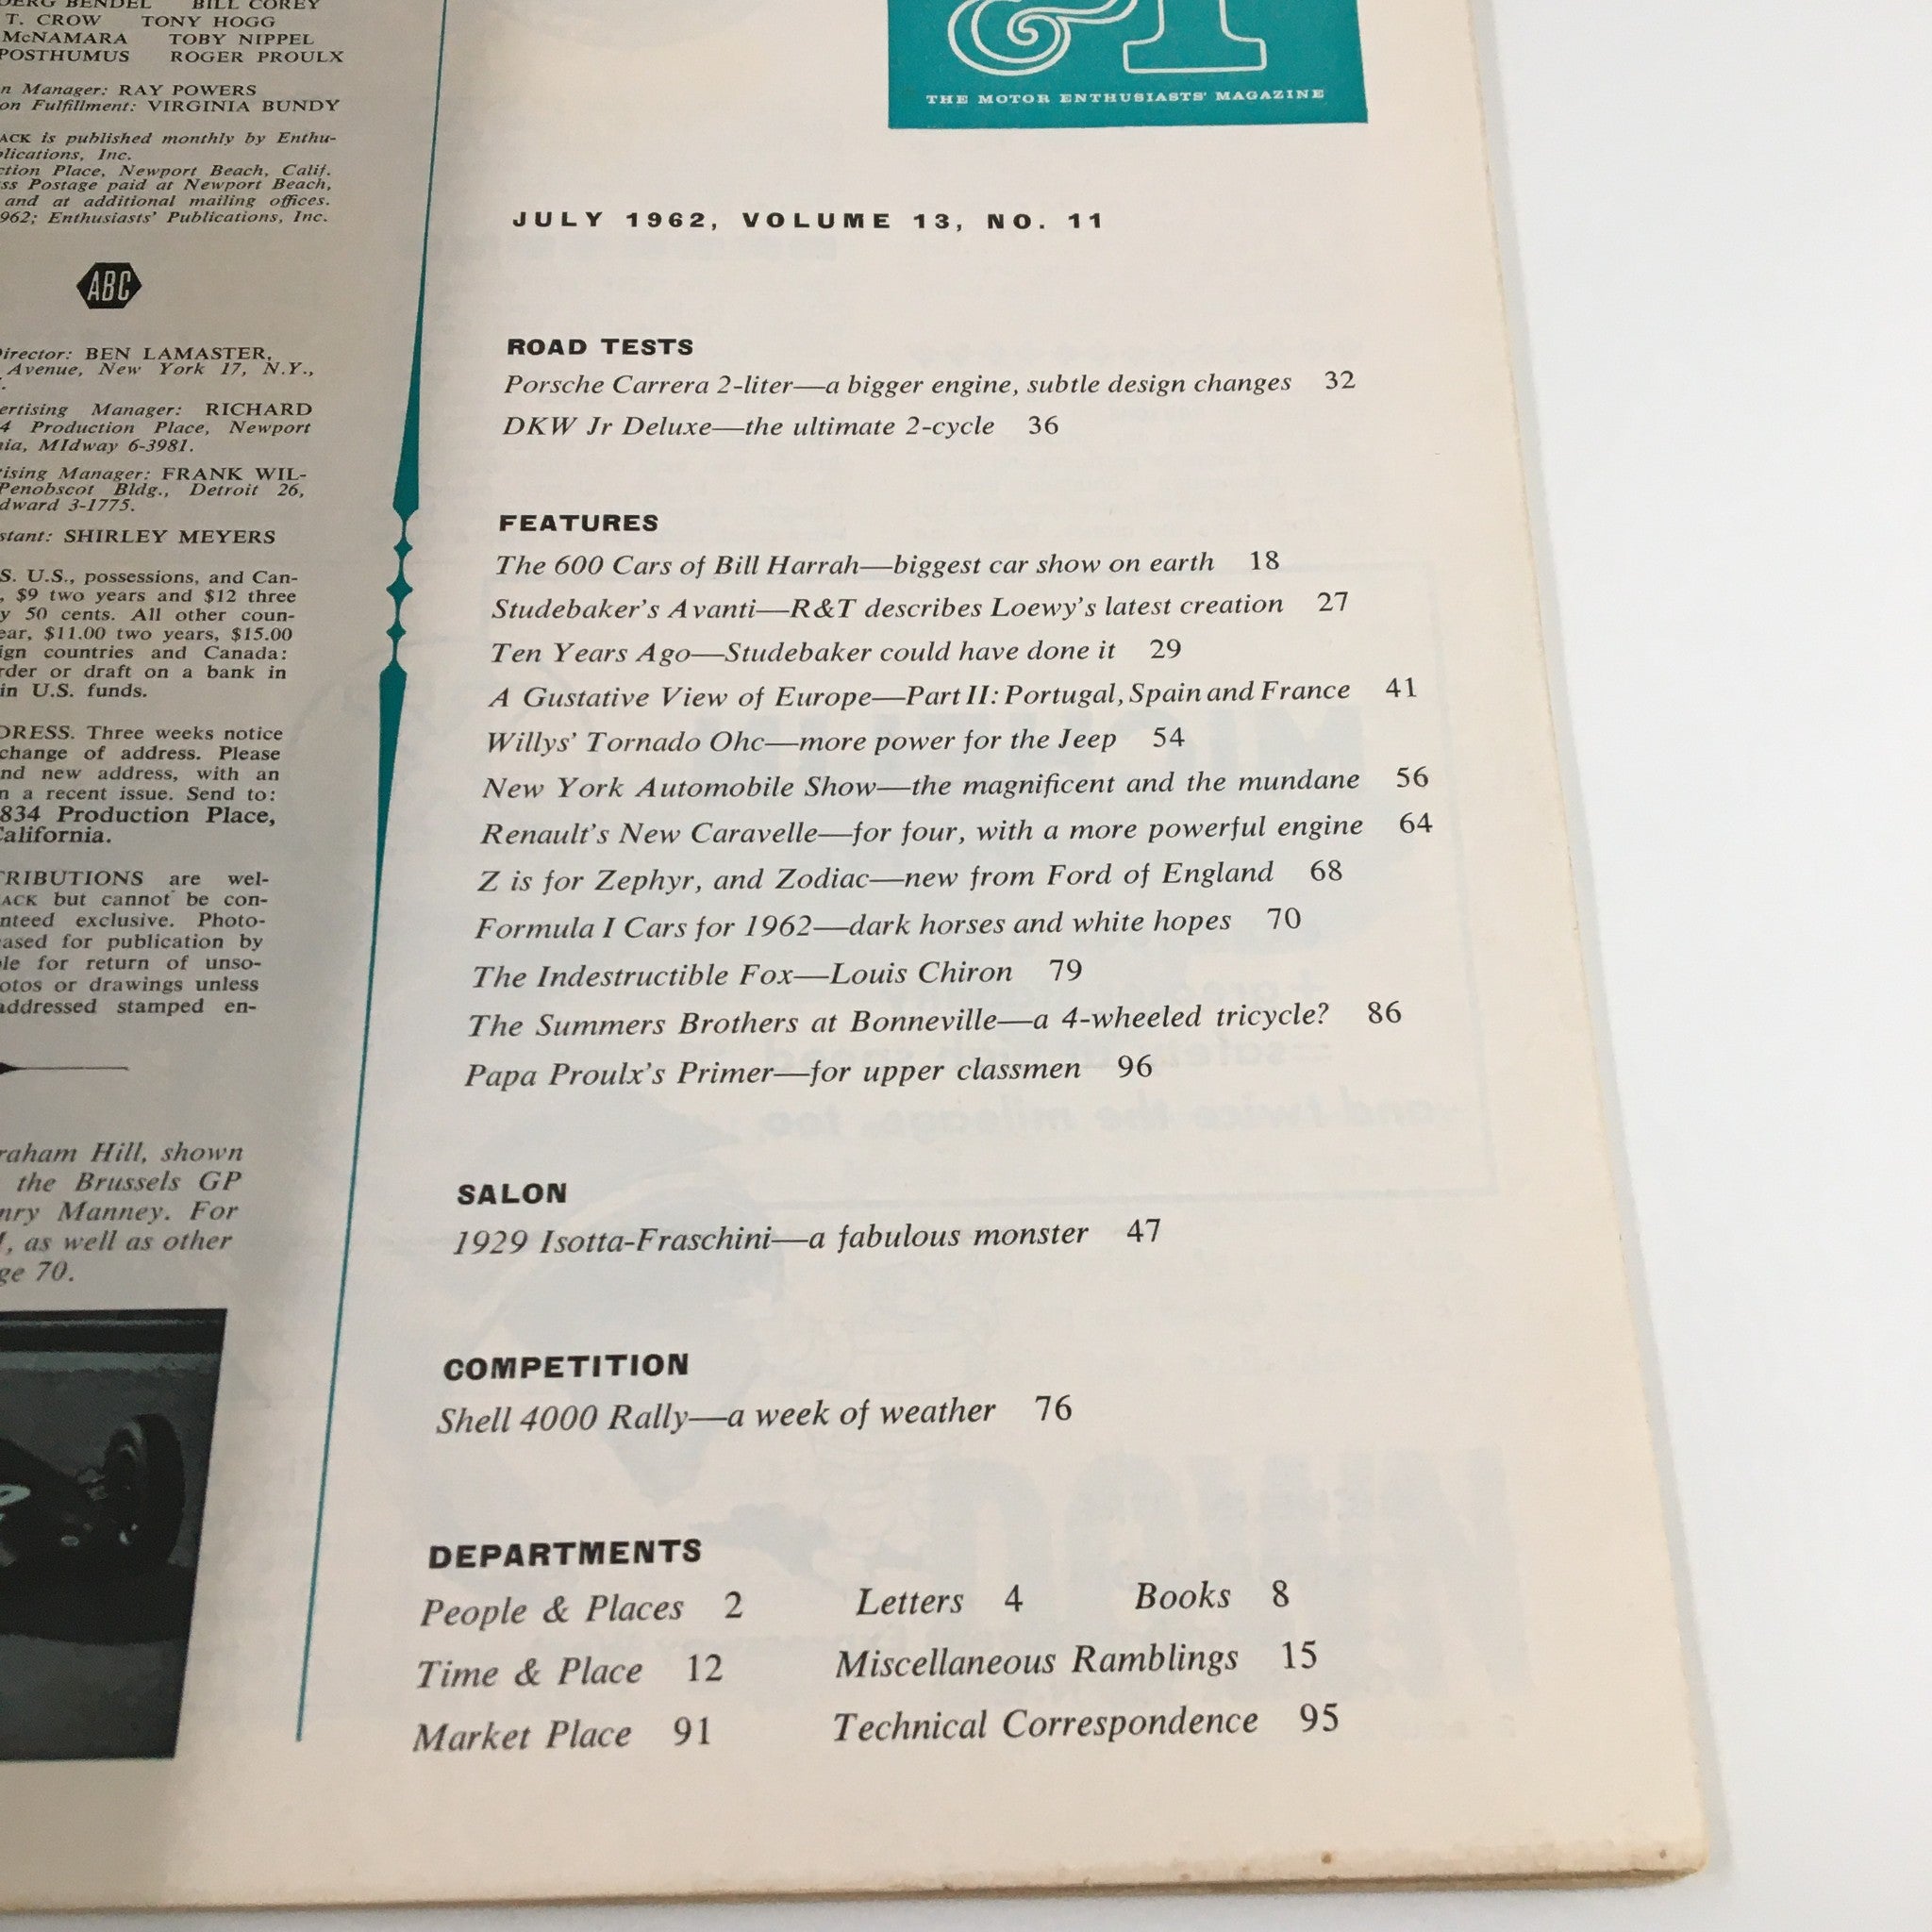 BILL COREY
T. CROW TONY HOGG
McNAMARA TOBY NIPPEL
POSTHUMUS ROGER PROULX
Manager: RAY POWERS
Fulfillment: VIRGINIA BUNDY
is published monthly by Enthu-
Inc.
Place, Newport Beach, Calif.
Postage paid at Newport Beach,
and at additional mailing offices.
Enthusiasts' Publications, Inc.
ABC
BEN LAMASTER,
Avenue, New York 17, N.Y.,
Manager: RICHARD
Production Place, Newport
MIdway 6-3981.
Manager: FRANK WIL-
Penobscot Bldg., Detroit 26,
3-1775.
SHIRLEY MEYERS
U.S., possessions, and Can-
$9 two years and $12 three
50 cents. All other coun-
$11.00 two years, $15.00
countries and Canada:
or draft on a bank in
in U.S. funds.
Three weeks notice
change of address. Please
new address, with an
a recent issue. Send to:
834 Production Place,
California.
are wel-
but cannot be con-
exclusive. Photo-
for publication by
for return of unso-
or drawings unless
addressed stamped en-
Hill, shown
the Brussels GP
Manney. For
as well as other
70.
&T
THE MOTOR ENTHUSIASTS' MAGAZINE
JULY 1962, VOLUME 13, NO. 11
ROAD TESTS
Porsche Carrera 2-liter—a bigger engine, subtle design changes 32
DKW Jr Deluxe—the ultimate 2-cycle 36
FEATURES
The 600 Cars of Bill Harrah—biggest car show on earth 18
Studebaker's Avanti—R&T describes Loewy's latest creation 27
Ten Years Ago—Studebaker could have done it 29
A Gustative View of Europe—Part II: Portugal, Spain and France 41
Willys' Tornado Ohc—more power for the Jeep 54
New York Automobile Show—the magnificent and the mundane 56
Renault's New Caravelle—for four, with a more powerful engine 64
Z is for Zephyr, and Zodiac—new from Ford of England 68
Formula I Cars for 1962—dark horses and white hopes 70
The Indestructible Fox—Louis Chiron 79
The Summers Brothers at Bonneville—a 4-wheeled tricycle? 86
Papa Proulx's Primer—for upper classmen 96
SALON
1929 Isotta-Fraschini—a fabulous monster 47
COMPETITION
Shell 4000 Rally—a week of weather 76
DEPARTMENTS
People & Places 2 Letters 4 Books 8
Time & Place 12 Miscellaneous Ramblings 15
Market Place 91 Technical Correspondence 95